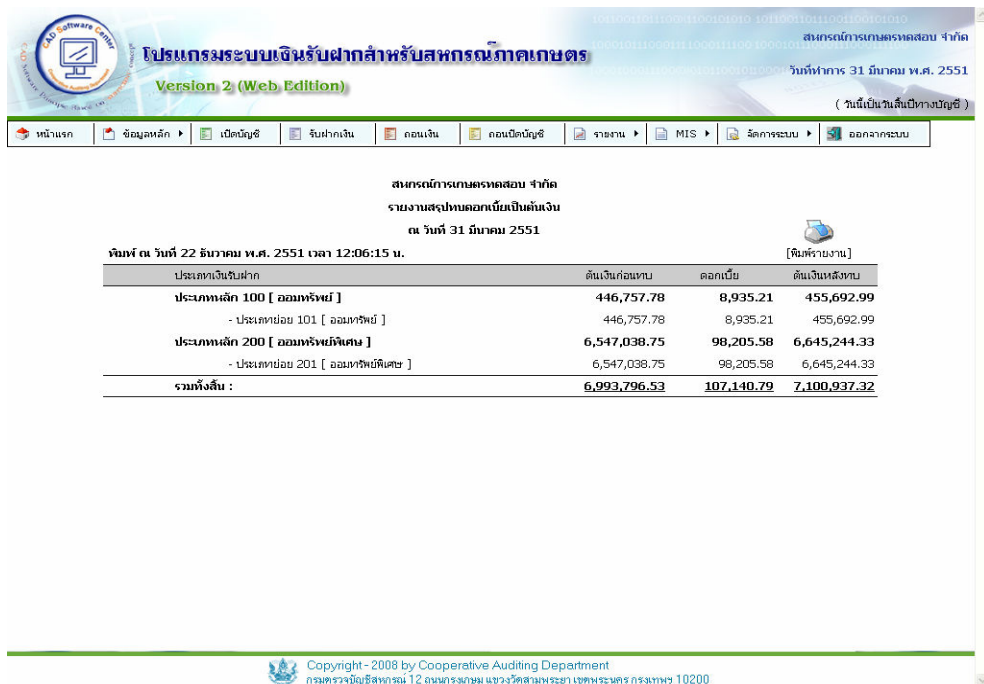 โปรแกรมระบบเงินรับฝากสำหรับสหกรณ์ภาคเกษตร
Version 2 (Web Edition)
สหกรณ์การเกษตรทดสอบ จำกัด
วันที่ทำการ 31 มีนาคม พ.ศ. 2551
( วันนี้เป็นวันสิ้นปีทางบัญชี )
หน้าแรก ข้อมูลหลัก เปิดบัญชี รับฝากเงิน ถอนเงิน ถอนปิดบัญชี รายงาน MIS จัดการระบบ ออกจากระบบ
สหกรณ์การเกษตรทดสอบ จำกัด
รายงานสรุปทบดอกเบี้ยเป็นต้นเงิน
ณ วันที่ 31 มีนาคม 2551
พิมพ์ ณ วันที่ 22 ธันวาคม พ.ศ. 2551 เวลา 12:06:15 น. [พิมพ์รายงาน]
ประเภทเงินรับฝาก ต้นเงินก่อนทบ ดอกเบี้ย ต้นเงินหลังทบ
ประเภทหลัก 100 [ ออมทรัพย์ ] 446,757.78 8,935.21 455,692.99
- ประเภทย่อย 101 [ ออมทรัพย์ ] 446,757.78 8,935.21 455,692.99
ประเภทหลัก 200 [ ออมทรัพย์พิเศษ ] 6,547,038.75 98,205.58 6,645,244.33
- ประเภทย่อย 201 [ ออมทรัพย์พิเศษ ] 6,547,038.75 98,205.58 6,645,244.33
รวมทั้งสิ้น : 6,993,796.53 107,140.79 7,100,937.32
Copyright - 2008 by Cooperative Auditing Department
กรมตรวจบัญชีสหกรณ์ 12 ถนนกรุงเกษม แขวงวัดสามพระยา เขตพระนคร กรุงเทพฯ 10200